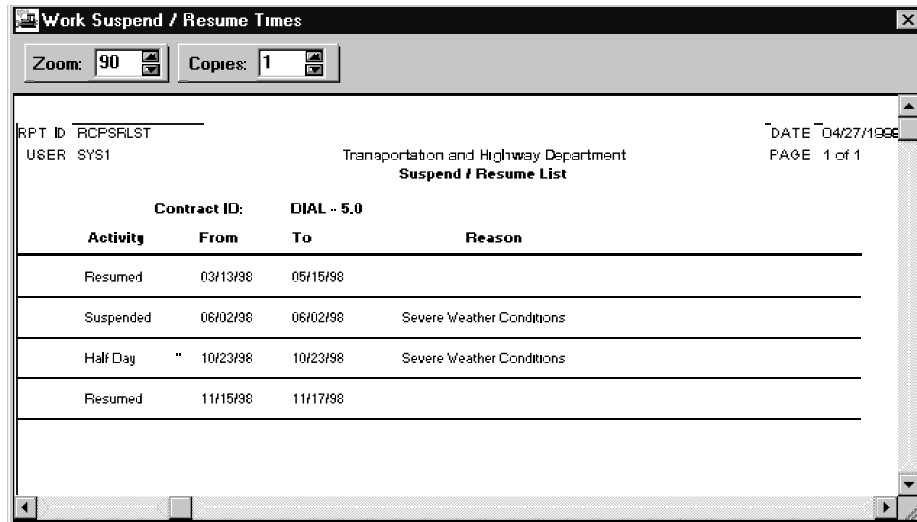 Work Suspend / Resume Times
Zoom: 90 Copies: 1
RPT ID RCPSRLST DATE 04/27/1998
USER SYS1 Transportation and Highway Department PAGE 1 of 1
Suspend / Resume List
Contract ID: DIAL - 5.0
Activity From To Reason
Resumed 03/13/98 05/15/98
Suspended 06/02/98 06/02/98 Severe Weather Conditions
Half Day " 10/23/98 10/23/98 Severe Weather Conditions
Resumed 11/15/98 11/17/98